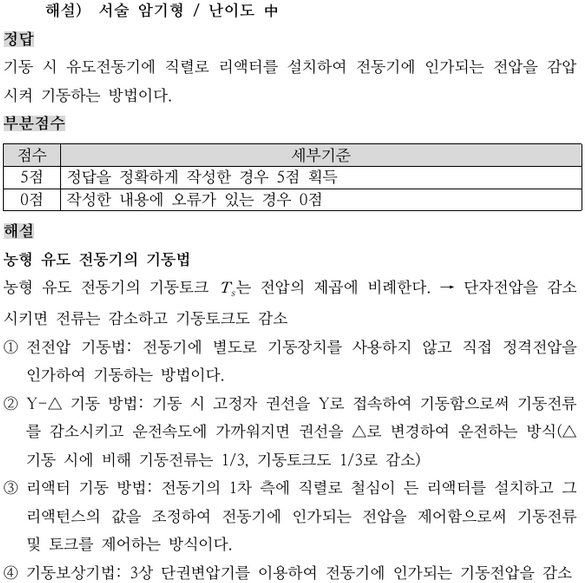 해설) 서술 암기형 / 난이도 中
정답
기동 시 유도전동기에 직렬로 리액터를 설치하여 전동기에 인가되는 전압을 감압
시켜 기동하는 방법이다.
부분점수
점수 세부기준
5점 정답을 정확하게 작성한 경우 5점 획득
0점 작성한 내용에 오류가 있는 경우 0점
해설
농형 유도 전동기의 기동법
농형 유도 전동기의 기동토크 Ts는 전압의 제곱에 비례한다. → 단자전압을 감소
시키면 전류는 감소하고 기동토크도 감소
① 전전압 기동법: 전동기에 별도로 기동장치를 사용하지 않고 직접 정격전압을
인가하여 기동하는 방법이다.
② Y-△ 기동 방법: 기동 시 고정자 권선을 Y로 접속하여 기동함으로써 기동전류
를 감소시키고 운전속도에 가까워지면 권선을 △로 변경하여 운전하는 방식(△
기동 시에 비해 기동전류는 1/3, 기동토크도 1/3로 감소)
③ 리액터 기동 방법: 전동기의 1차 측에 직렬로 철심이 든 리액터를 설치하고 그
리액턴스의 값을 조정하여 전동기에 인가되는 전압을 제어함으로써 기동전류
및 토크를 제어하는 방식이다.
④ 기동보상기법: 3상 단권변압기를 이용하여 전동기에 인가되는 기동전압을 감소